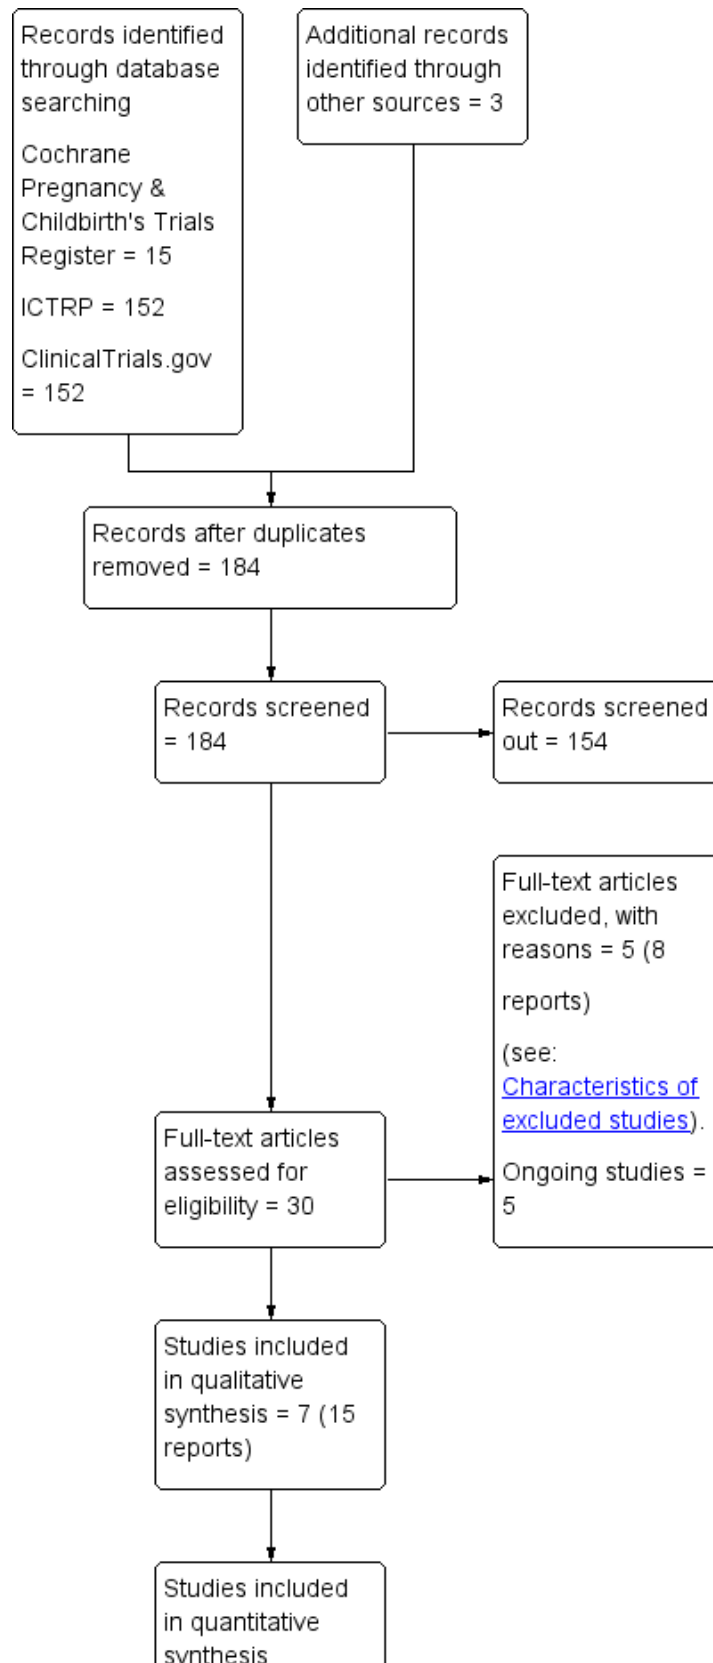 Records identified
through database
searching
Cochrane
Pregnancy &
Childbirth's Trials
Register = 15
ICTRP = 152
ClinicalTrials.gov
= 152
Additional records
identified through
other sources = 3
Records after duplicates
removed = 184
Records screened
= 184
Records screened
out = 154
Full-text articles
excluded, with
reasons = 5 (8
reports)
(see:
Characteristics of
excluded studies).
Ongoing studies =
5
Full-text articles
assessed for
eligibility = 30
Studies included
in qualitative
synthesis = 7 (15
reports)
Studies included
in quantitative
synthesis